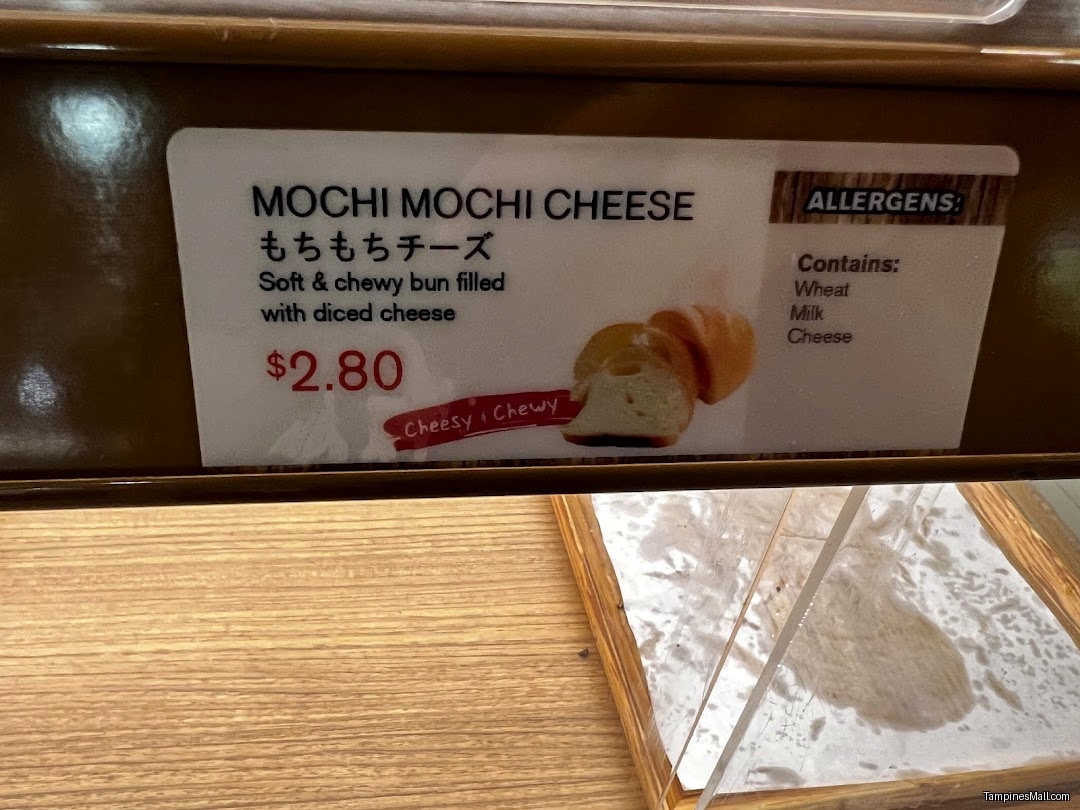 MOCHI MOCHI CHEESE
もちもちチーズ
Soft & chewy bun filled
with diced cheese
$2.80
Cheesy & Chewy
ALLERGENS:
Contains:
Wheat
Milk
Cheese
TampinesMall.com